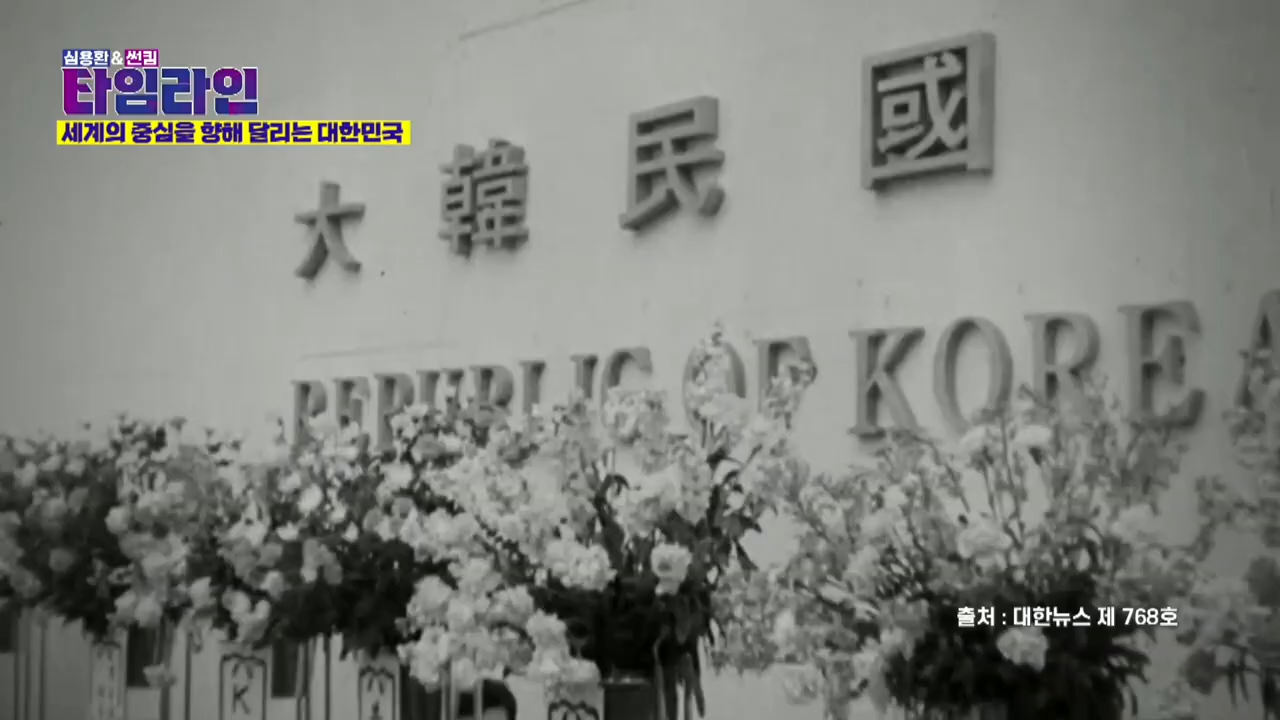 심용환&썬킴
타임라인
세계의 중심을 향해 달리는 대한민국
大韓民國
REPUBLIC OF KOREA
출처 : 대한뉴스 제 768호
K